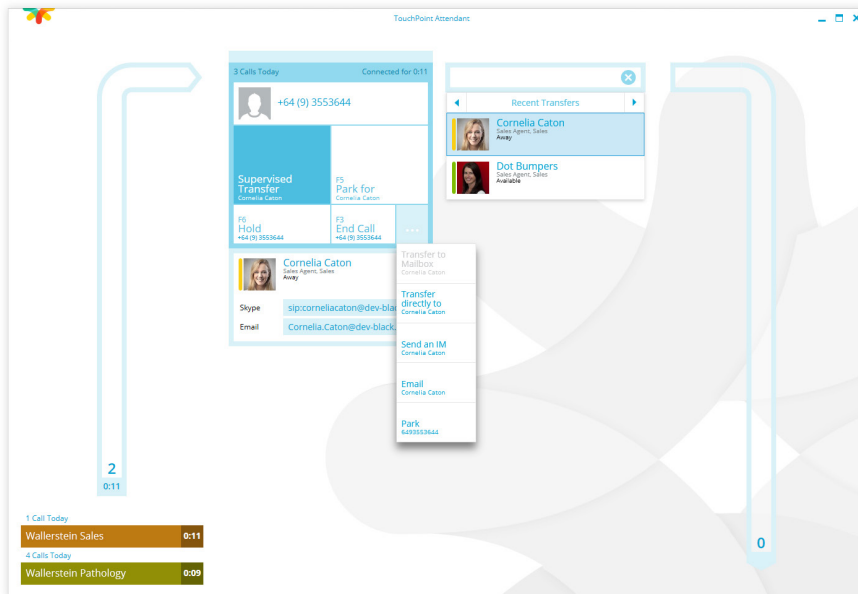 TouchPoint Attendant
3 Calls Today
Connected for 0:11
+64 (9) 3553644
Supervised
Transfer
Cornelia Caton
F5
Park for
Cornelia Caton
F6
Hold
+64 (9) 3553644
F3
End Call
+64 (9) 3553644
...
Cornelia Caton
Sales Agent, Sales
Away
Skype
sip:corneliacaton@dev-bla
Email
Cornelia.Caton@dev-black.
Transfer to
Mailbox
Cornelia Caton
Transfer
directly to
Cornelia Caton
Send an IM
Cornelia Caton
Email
Cornelia Caton
Park
6493553644
Recent Transfers
Cornelia Caton
Sales Agent, Sales
Away
Dot Bumpers
Sales Agent, Sales
Available
2
0:11
1 Call Today
Wallerstein Sales 0:11
4 Calls Today
Wallerstein Pathology 0:09
0